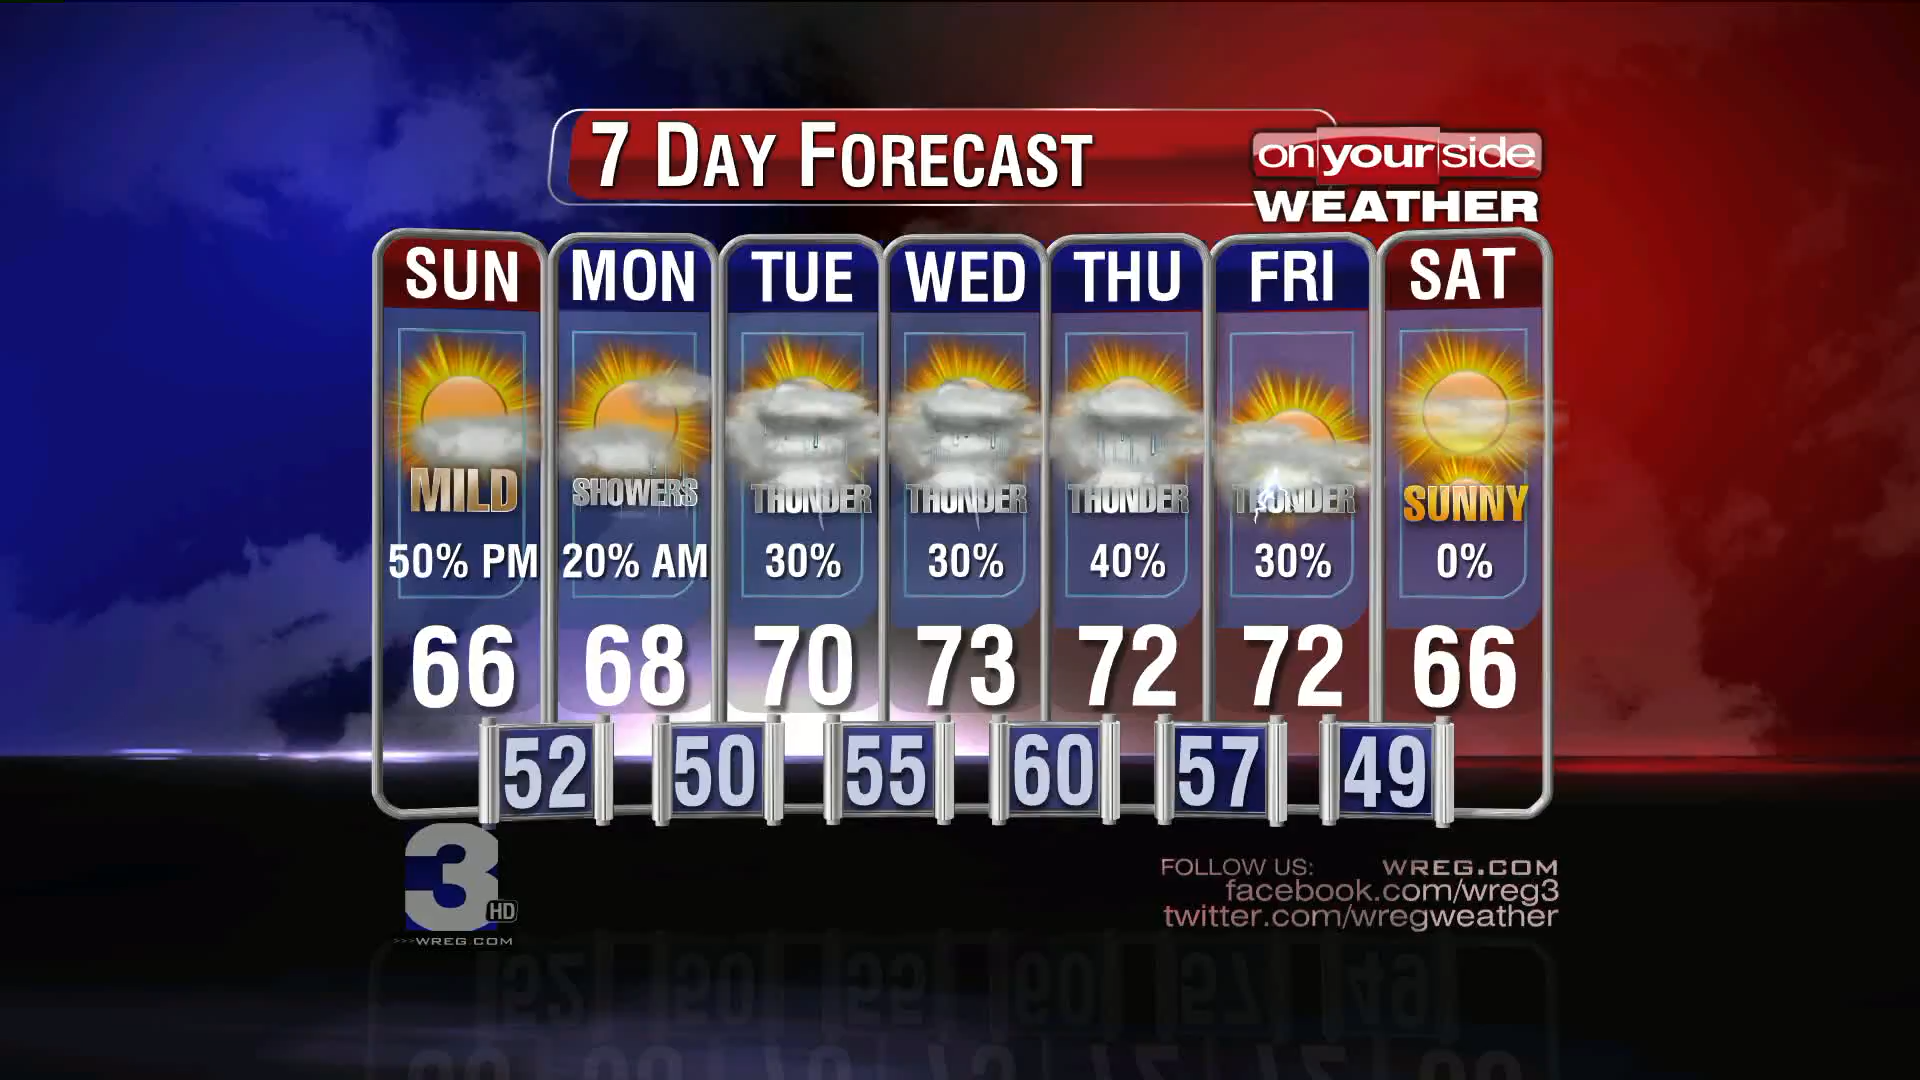 7 DAY FORECAST
on your side
WEATHER
SUN MON TUE WED THU FRI SAT
MILD SHOWERS THUNDER THUNDER THUNDER THUNDER SUNNY
50% PM 20% AM 30% 30% 40% 30% 0%
66 68 70 73 72 72 66
52 50 55 60 57 49
3 HD
>>>WREG.COM
FOLLOW US: WREG.COM
facebook.com/wreg3
twitter.com/wregweather